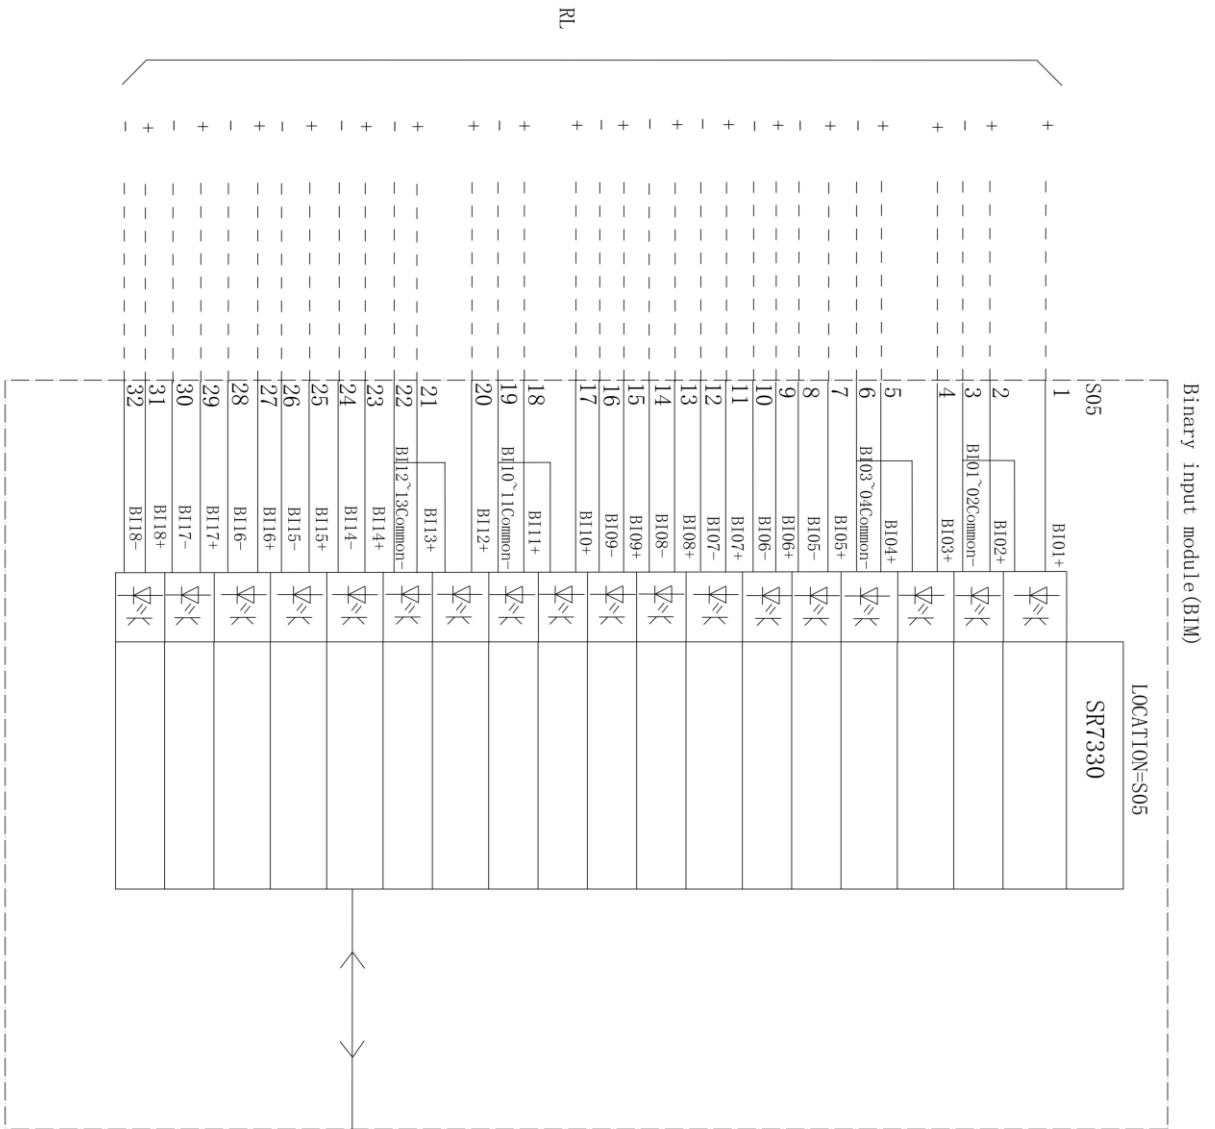 Binary input module(BIM)
LOCATION=S05
SR7330
S05
RL
+ 1 BI01+
+ 2 BI02+
- 3 BI01~02Common-
+ 4 BI03+
+ 5 BI04+
- 6 BI03~04Common-
+ 7 BI05+
- 8 BI05-
+ 9 BI06+
- 10 BI06-
+ 11 BI07+
- 12 BI07-
+ 13 BI08+
- 14 BI08-
+ 15 BI09+
- 16 BI09-
+ 17 BI10+
+ 18 BI11+
- 19 BI10~11Common-
+ 20 BI12+
+ 21 BI13+
- 22 BI12~13Common-
+ 23 BI14+
- 24 BI14-
+ 25 BI15+
- 26 BI15-
+ 27 BI16+
- 28 BI16-
+ 29 BI17+
- 30 BI17-
+ 31 BI18+
- 32 BI18-